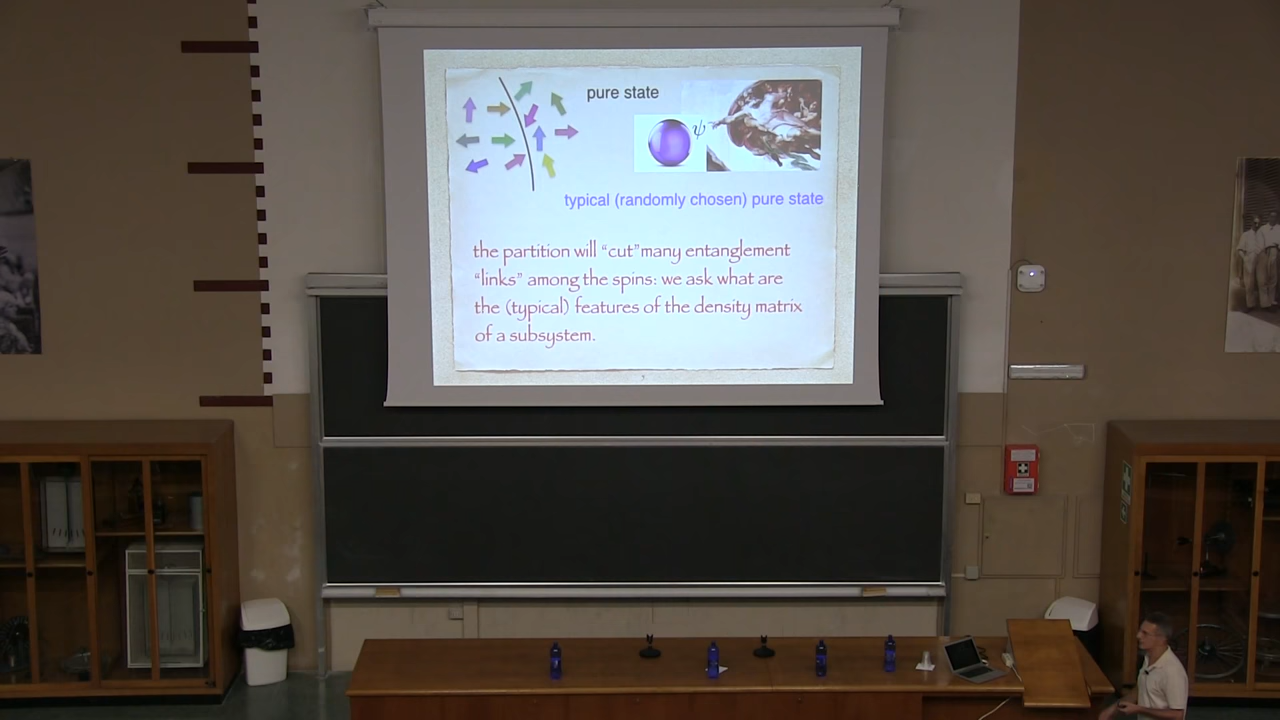 pure state
ψ
typical (randomly chosen) pure state
the partition will “cut”many entanglement
“links” among the spins: we ask what are
the (typical) features of the density matrix
of a subsystem.